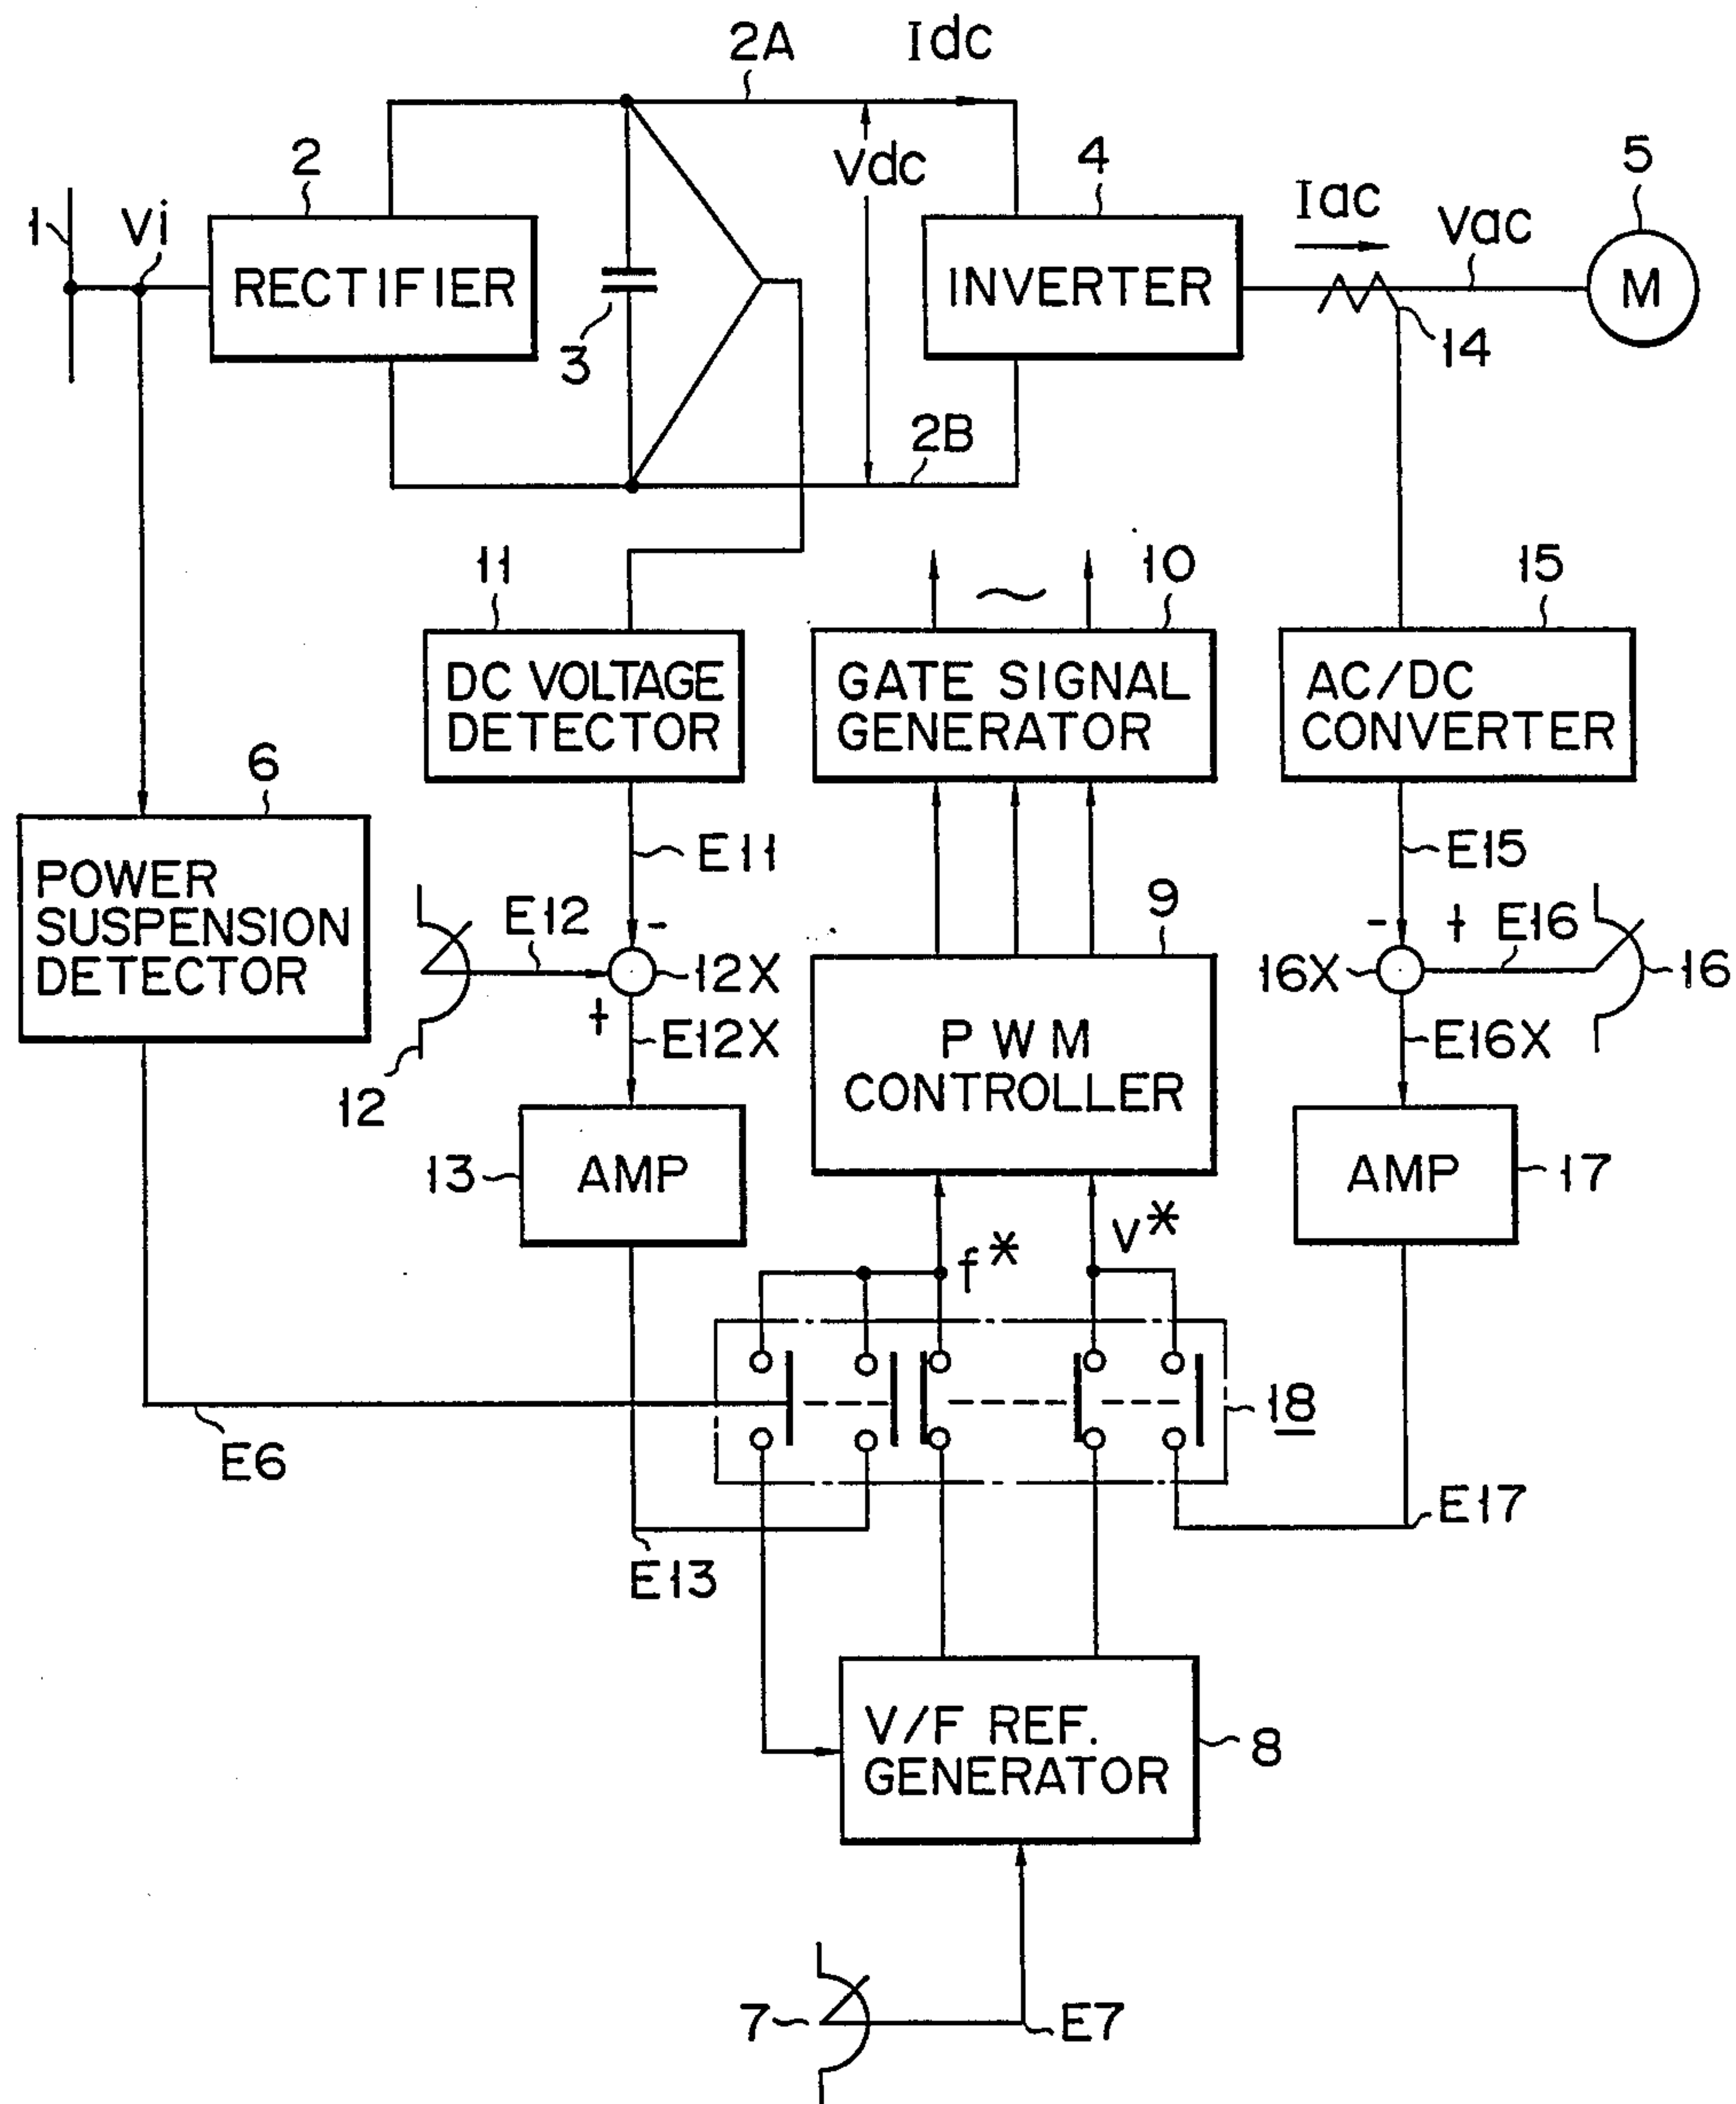 2A
Idc
2
Vdc
4
5
1
Vi
Iac
Vac
RECTIFIER
INVERTER
M
3
14
2B
11
10
15
DC VOLTAGE
DETECTOR
GATE SIGNAL
GENERATOR
AC/DC
CONVERTER
6
E11
E15
POWER
SUSPENSION
DETECTOR
E12
-
9
-
+
E16
12X
16X
16
+
E12X
PWM
CONTROLLER
E16X
12
13
AMP
AMP
17
f*
V*
18
E6
E17
E13
V/F REF.
GENERATOR
8
7
E7